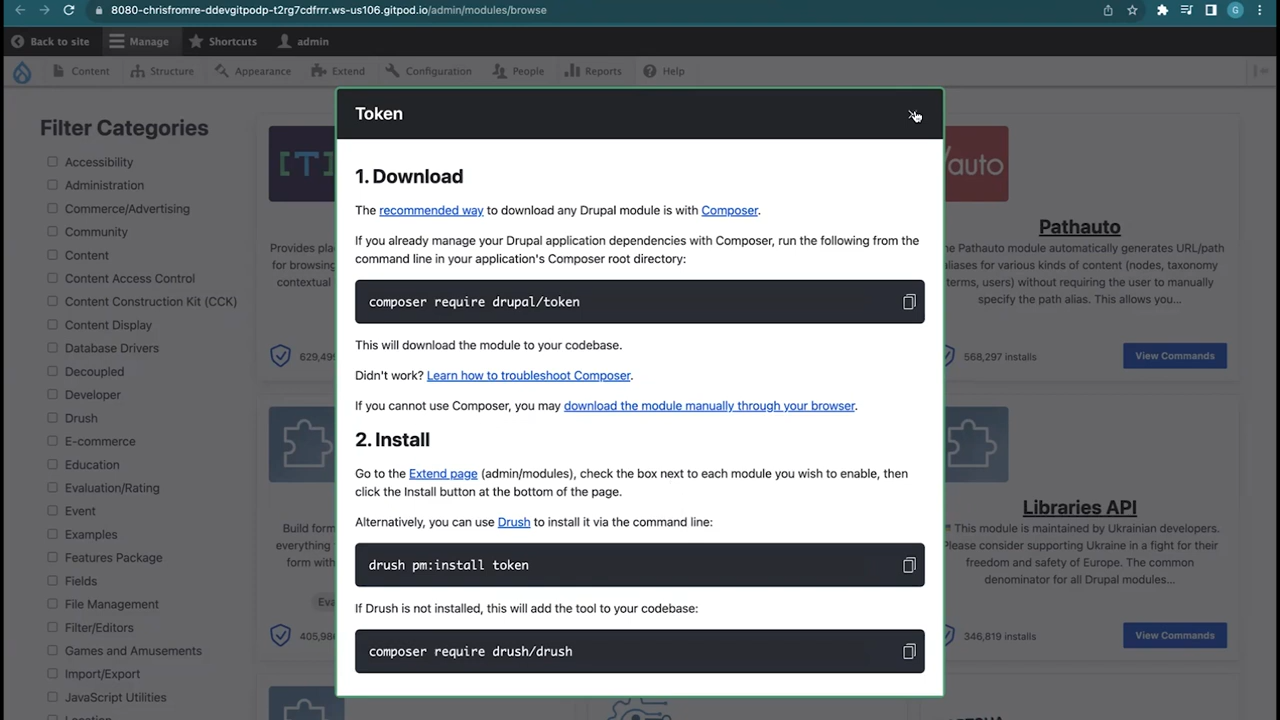 8080-chrisfromre-ddevgitpodp-t2rg7cdfrrr.ws-us106.gitpod.io/admin/modules/browse
G
Back to site
Manage
Shortcuts
admin
Content
Structure
Appearance
Extend
Configuration
People
Reports
Help
Filter Categories
Accessibility
Administration
Commerce/Advertising
Community
Content
Content Access Control
Content Construction Kit (CCK)
Content Display
Database Drivers
Decoupled
Developer
Drush
E-commerce
Education
Evaluation/Rating
Event
Examples
Features Package
Fields
File Management
Filter/Editors
Games and Amusements
Import/Export
JavaScript Utilities
[T]
Provides
for browsing
contextual
629,49
Build form
everything
form with
405,98
Token
1. Download
The recommended way to download any Drupal module is with Composer.
If you already manage your Drupal application dependencies with Composer, run the following from the
command line in your application's Composer root directory:
composer require drupal/token
This will download the module to your codebase.
Didn't work? Learn how to troubleshoot Composer.
If you cannot use Composer, you may download the module manually through your browser.
2. Install
Go to the Extend page (admin/modules), check the box next to each module you wish to enable, then
click the Install button at the bottom of the page.
Alternatively, you can use Drush to install it via the command line:
drush pm:install token
If Drush is not installed, this will add the tool to your codebase:
composer require drush/drush
/auto
Pathauto
The Pathauto module automatically generates URL/path
aliases for various kinds of content (nodes, taxonomy
terms, users) without requiring the user to manually
specify the path alias. This allows you...
568,297 installs
View Commands
Libraries API
This module is maintained by Ukrainian developers.
Please consider supporting Ukraine in a fight for their
freedom and safety of Europe. The common
denominator for all Drupal modules...
346,819 installs
View Commands